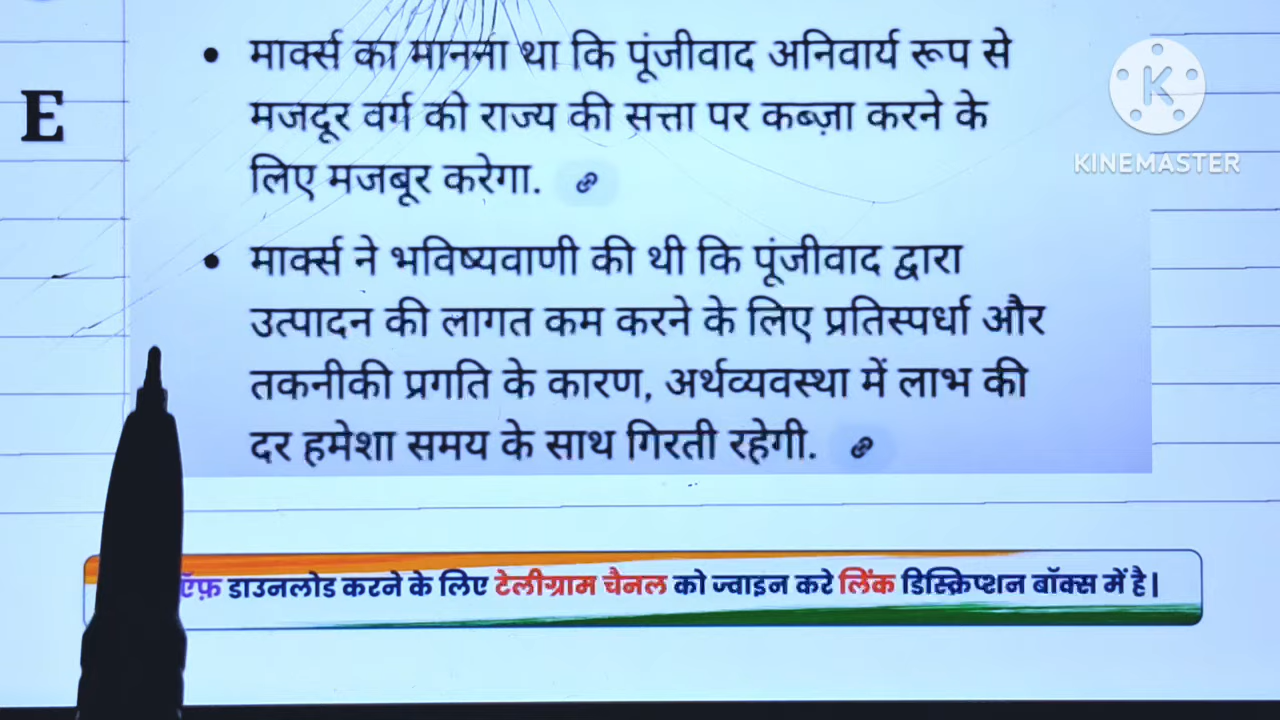 E
• मार्क्स का मानना था कि पूंजीवाद अनिवार्य रूप से
मजदूर वर्ग को राज्य की सत्ता पर कब्ज़ा करने के
लिए मजबूर करेगा.
• मार्क्स ने भविष्यवाणी की थी कि पूंजीवाद द्वारा
उत्पादन की लागत कम करने के लिए प्रतिस्पर्धा और
तकनीकी प्रगति के कारण, अर्थव्यवस्था में लाभ की
दर हमेशा समय के साथ गिरती रहेगी.
डाउनलोड करने के लिए टेलीग्राम चैनल को ज्वाइन करे लिंक डिस्क्रिप्शन बॉक्स में है|
K
KINEMASTER